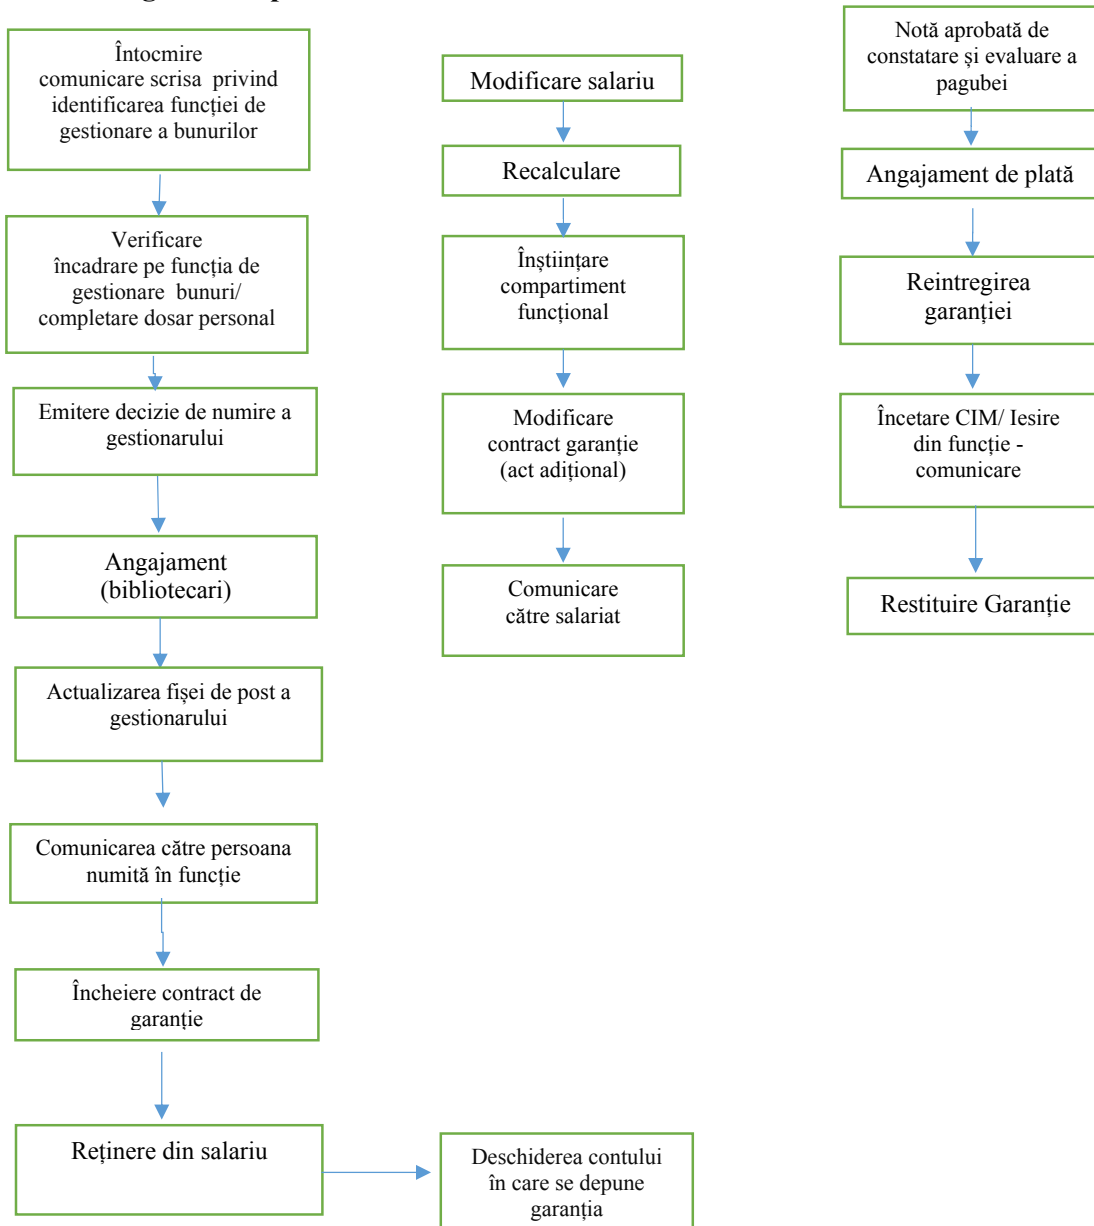 Întocmire
comunicare scrisa privind
identificarea funcției de
gestionare a bunurilor
Verificare
încadrare pe funcția de
gestionare bunuri/
completare dosar personal
Emitere decizie de numire a
gestionarului
Angajament
(bibliotecari)
Actualizarea fișei de post a
gestionarului
Comunicarea către persoana
numită în funcție
Încheiere contract de
garanție
Reținere din salariu
Deschiderea contului
în care se depune
garanția
Modificare salariu
Recalculare
Înștiințare
compartiment
funcțional
Modificare
contract garanție
(act adițional)
Comunicare
către salariat
Notă aprobată de
constatare și evaluare a
pagubei
Angajament de plată
Reintregirea
garanției
Încetare CIM/ Iesire
din funcție -
comunicare
Restituire Garanție